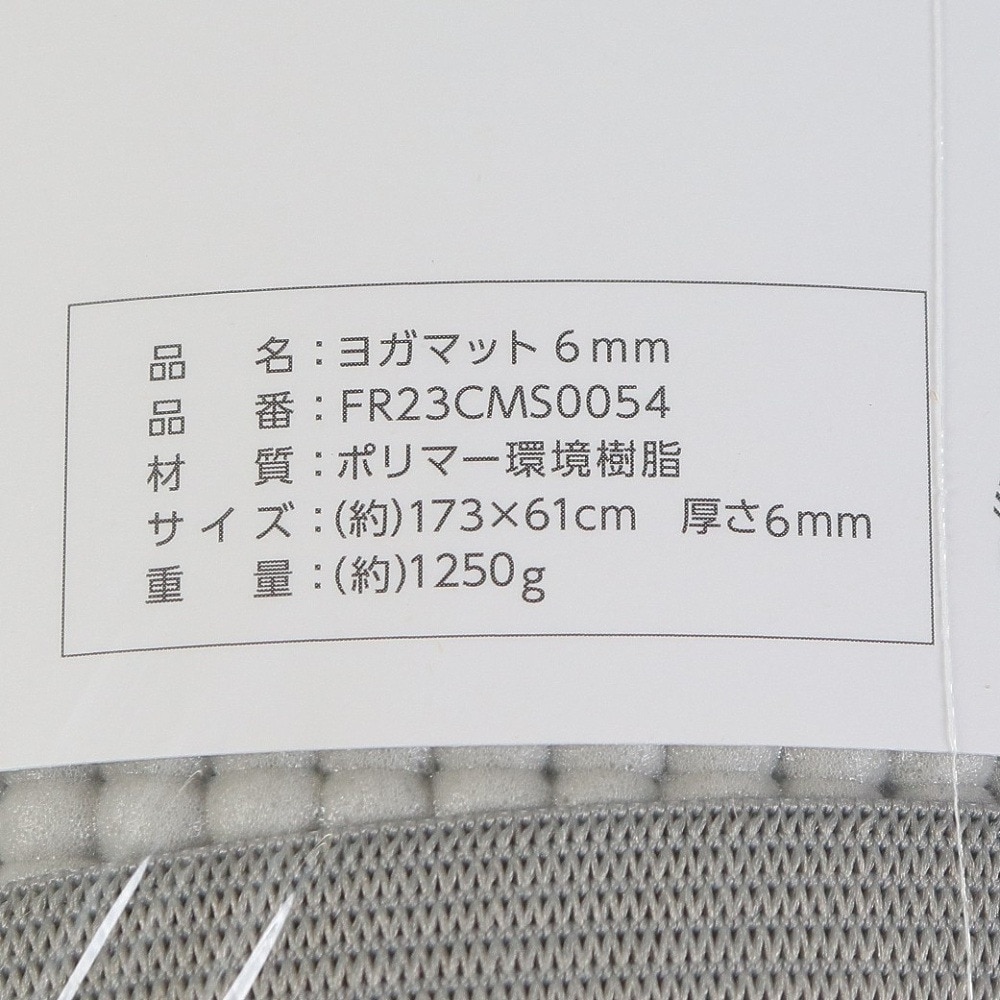 品　　名：ヨガマット 6mm
品　　番：FR23CMS0054
材　　質：ポリマー環境樹脂
サイズ：(約)173×61cm　厚さ6mm
重　　量：(約)1250g